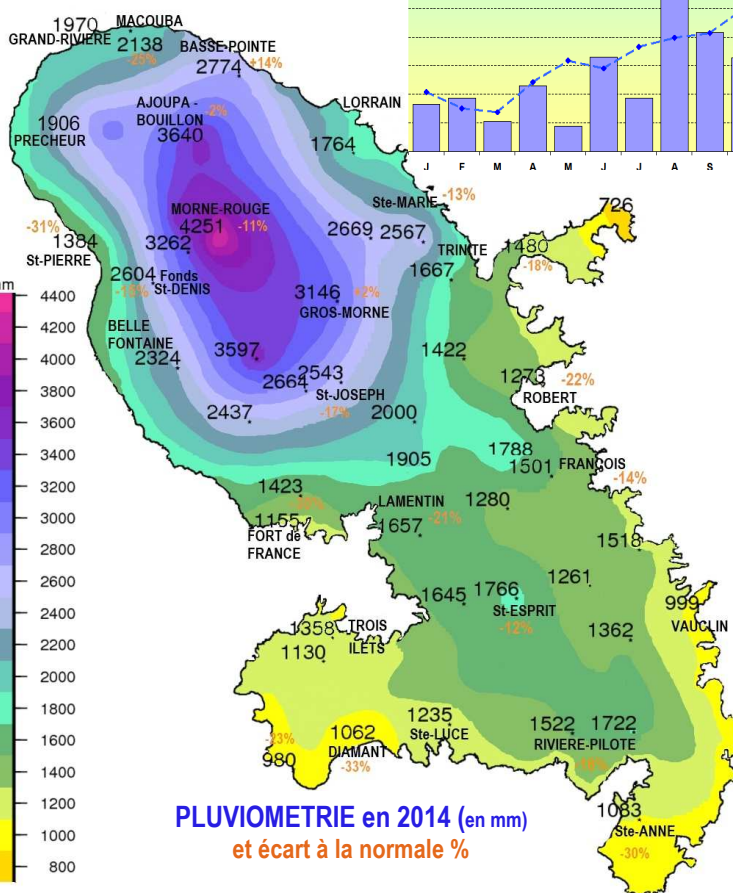 1970 MACOUBA
GRAND-RIVIERE
2138 BASSE-POINTE
-25% +14%
2774
AJOUPA -
BOUILLON -2%
3640
LORRAIN
1906
PRECHEUR
1764
J F M A M J J A S
Ste-MARIE -13%
726
MORNE-ROUGE
4251 -11%
-31%
1384
St-PIERRE
3262
2669 2567
TRINITE
1480
-18%
2604 Fonds
St-DENIS
1667
3146 +2%
GROS-MORNE
BELLE
FONTAINE
2324
3597
2664 2543
St-JOSEPH
-17%
1422
1273 -22%
ROBERT
2437
2000
1905
1788
1501 FRANÇOIS
-14%
1423
1155
FORT de
FRANCE
LAMENTIN
1657 -21%
1280
1518
1261
1645 1766
St-ESPRIT
-12%
999
VAUCLIN
1362
1358 TROIS
ILETS
1130
1235
Ste-LUCE
1522 1722
RIVIERE-PILOTE
-23% 1062
980 DIAMANT
-33%
1083
Ste-ANNE
-30%
4400
4200
4000
3800
3600
3400
3200
3000
2800
2600
2400
2200
2000
1800
1600
1400
1200
1000
800
PLUVIOMETRIE en 2014 (en mm)
et écart à la normale %